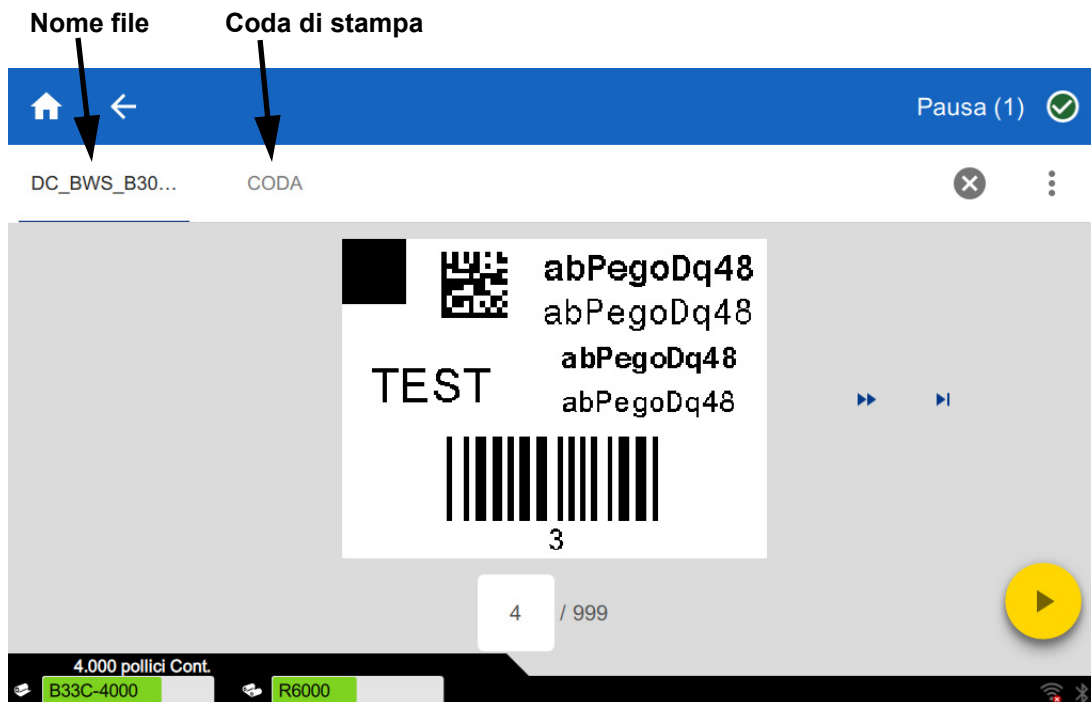 Nome file Coda di stampa
Pausa (1)
DC_BWS_B30... CODA
abPegoDq48
abPegoDq48
abPegoDq48
TEST
abPegoDq48
3
4 / 999
4.000 pollici Cont.
B33C-4000 R6000